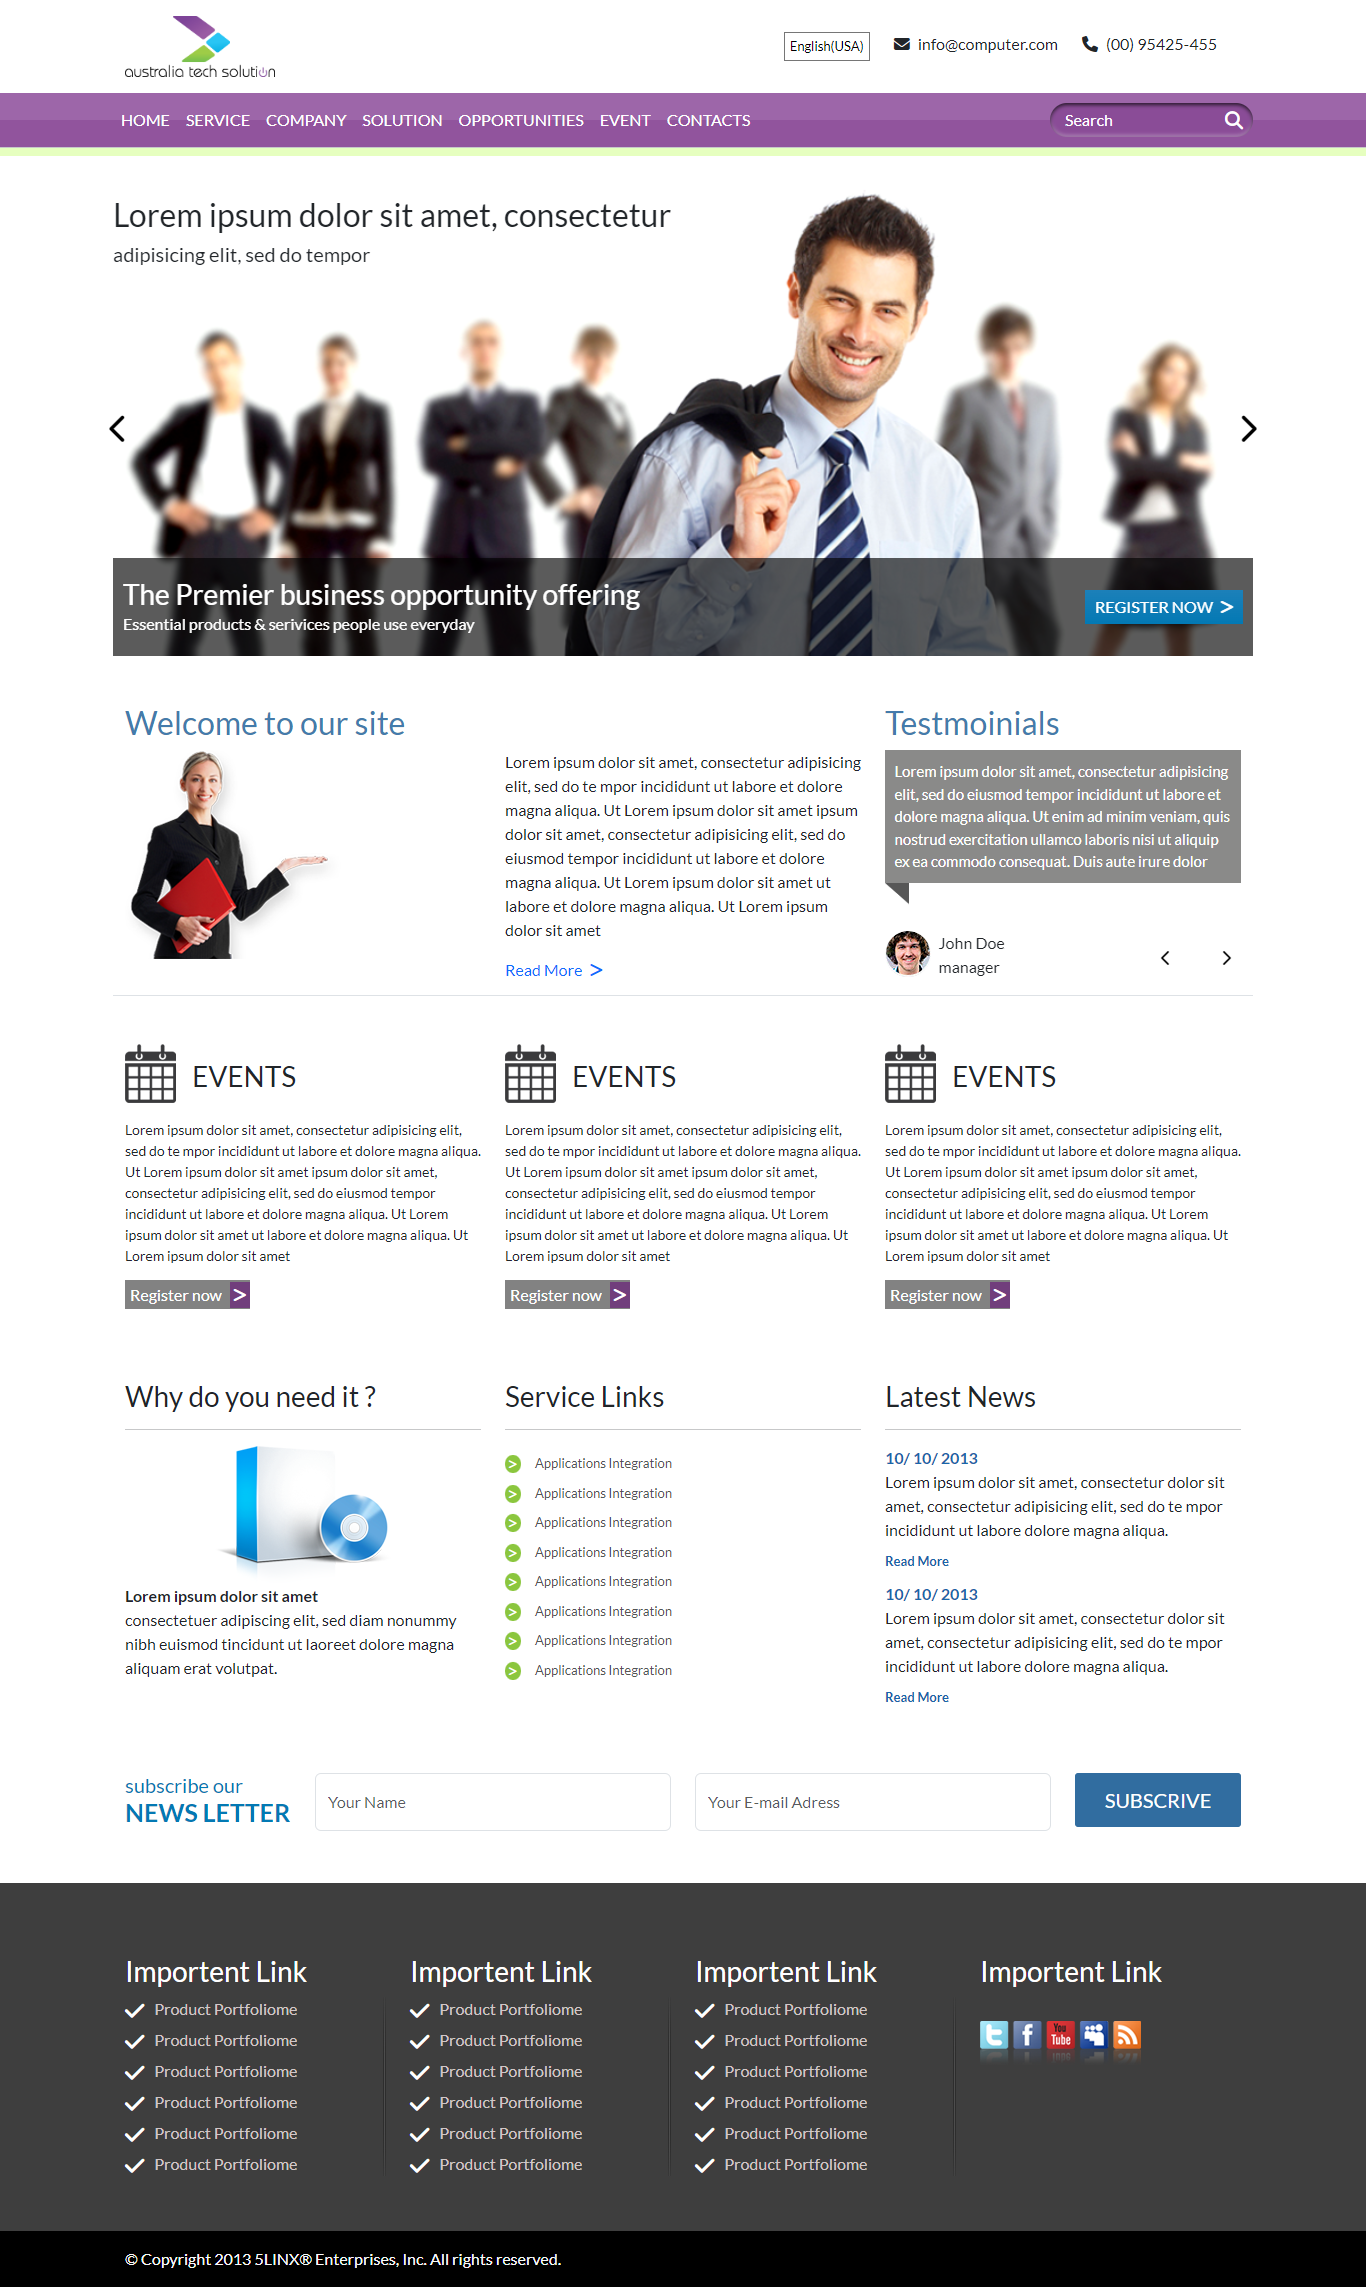 australia tech solution
English(USA)
info@computer.com
(00) 95425-455
HOME SERVICE COMPANY SOLUTION OPPORTUNITIES EVENT CONTACTS
Search
Lorem ipsum dolor sit amet, consectetur
adipisicing elit, sed do tempor
The Premier business opportunity offering
Essential products & serivices people use everyday
REGISTER NOW >
Welcome to our site
Lorem ipsum dolor sit amet, consectetur adipisicing
elit, sed do te mpor incididunt ut labore et dolore
magna aliqua. Ut Lorem ipsum dolor sit amet ipsum
dolor sit amet, consectetur adipisicing elit, sed do
eiusmod tempor incididunt ut labore et dolore
magna aliqua. Ut Lorem ipsum dolor sit amet ut
labore et dolore magna aliqua. Ut Lorem ipsum
dolor sit amet
Read More >
Testmoinials
Lorem ipsum dolor sit amet, consectetur adipisicing
elit, sed do eiusmod tempor incididunt ut labore et
dolore magna aliqua. Ut enim ad minim veniam, quis
nostrud exercitation ullamco laboris nisi ut aliquip
ex ea commodo consequat. Duis aute irure dolor
John Doe
manager
EVENTS
Lorem ipsum dolor sit amet, consectetur adipisicing elit,
sed do te mpor incididunt ut labore et dolore magna aliqua.
Ut Lorem ipsum dolor sit amet ipsum dolor sit amet,
consectetur adipisicing elit, sed do eiusmod tempor
incididunt ut labore et dolore magna aliqua. Ut Lorem
ipsum dolor sit amet ut labore et dolore magna aliqua. Ut
Lorem ipsum dolor sit amet
Register now >
EVENTS
Lorem ipsum dolor sit amet, consectetur adipisicing elit,
sed do te mpor incididunt ut labore et dolore magna aliqua.
Ut Lorem ipsum dolor sit amet ipsum dolor sit amet,
consectetur adipisicing elit, sed do eiusmod tempor
incididunt ut labore et dolore magna aliqua. Ut Lorem
ipsum dolor sit amet ut labore et dolore magna aliqua. Ut
Lorem ipsum dolor sit amet
Register now >
EVENTS
Lorem ipsum dolor sit amet, consectetur adipisicing elit,
sed do te mpor incididunt ut labore et dolore magna aliqua.
Ut Lorem ipsum dolor sit amet ipsum dolor sit amet,
consectetur adipisicing elit, sed do eiusmod tempor
incididunt ut labore et dolore magna aliqua. Ut Lorem
ipsum dolor sit amet ut labore et dolore magna aliqua. Ut
Lorem ipsum dolor sit amet
Register now >
Why do you need it ?
Lorem ipsum dolor sit amet
consectetuer adipiscing elit, sed diam nonummy
nibh euismod tincidunt ut laoreet dolore magna
aliquam erat volutpat.
Service Links
Applications Integration
Applications Integration
Applications Integration
Applications Integration
Applications Integration
Applications Integration
Applications Integration
Applications Integration
Latest News
10/ 10/ 2013
Lorem ipsum dolor sit amet, consectetur dolor sit
amet, consectetur adipisicing elit, sed do te mpor
incididunt ut labore dolore magna aliqua.
Read More
10/ 10/ 2013
Lorem ipsum dolor sit amet, consectetur dolor sit
amet, consectetur adipisicing elit, sed do te mpor
incididunt ut labore dolore magna aliqua.
Read More
subscribe our
NEWS LETTER
Your Name
Your E-mail Adress
SUBSCRIVE
Importent Link
Product Portfoliome
Product Portfoliome
Product Portfoliome
Product Portfoliome
Product Portfoliome
Product Portfoliome
Importent Link
Product Portfoliome
Product Portfoliome
Product Portfoliome
Product Portfoliome
Product Portfoliome
Product Portfoliome
Importent Link
Product Portfoliome
Product Portfoliome
Product Portfoliome
Product Portfoliome
Product Portfoliome
Product Portfoliome
Importent Link
You Tube
© Copyright 2013 5LINX® Enterprises, Inc. All rights reserved.